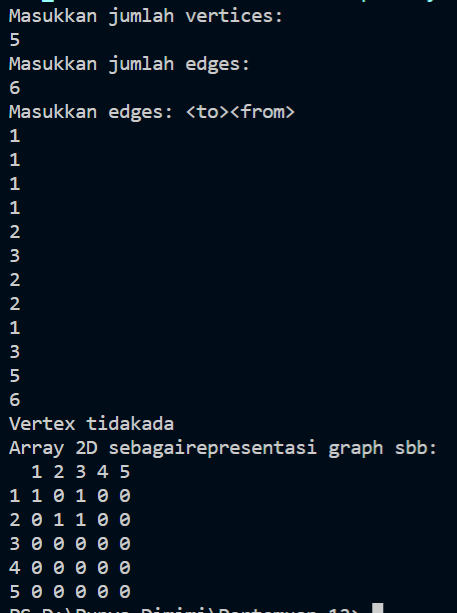 Masukkan jumlah vertices:
5
Masukkan jumlah edges:
6
Masukkan edges: <to><from>
1
1
1
1
2
3
2
2
1
3
5
6
Vertex tidakada
Array 2D sebagairepresentasi graph sbb:
  1 2 3 4 5
1 1 0 1 0 0
2 0 1 1 0 0
3 0 0 0 0 0
4 0 0 0 0 0
5 0 0 0 0 0